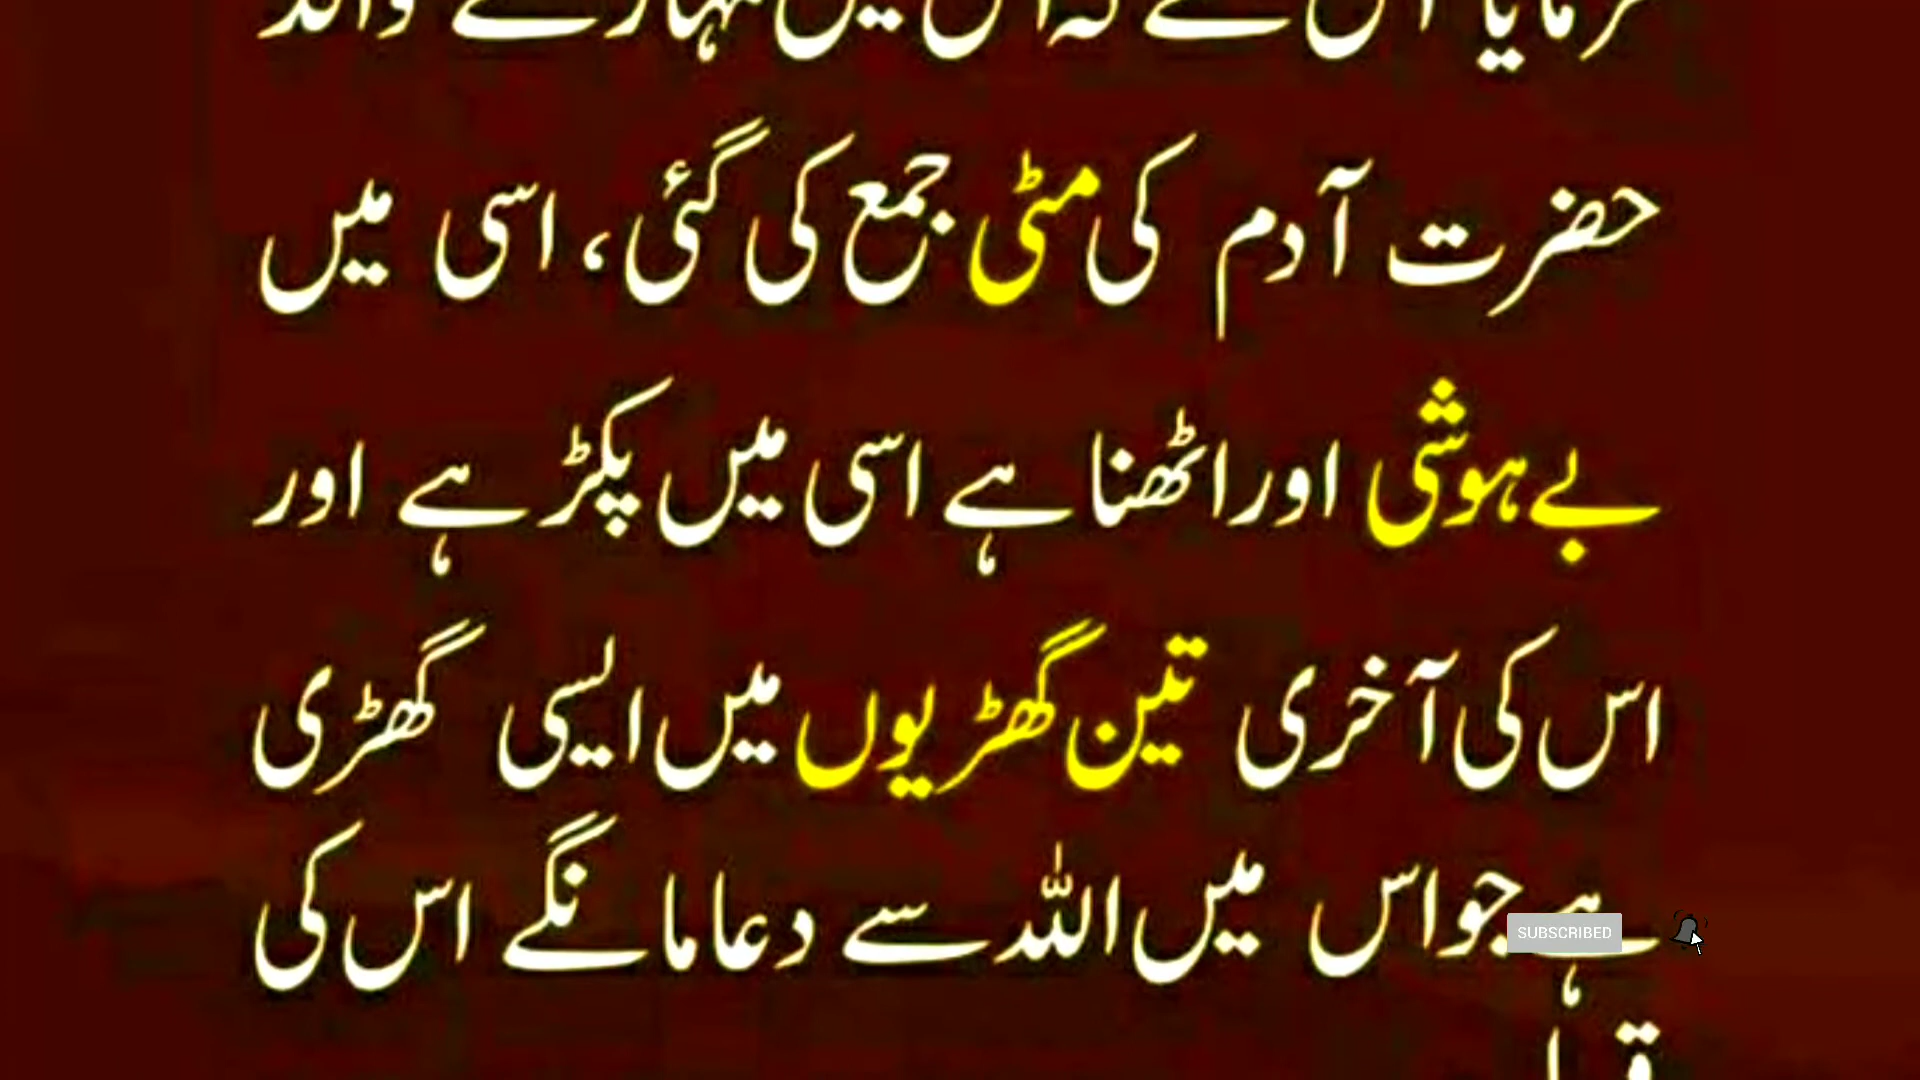 فرمایا اس لئے کہ اس میں تمہارے والد
حضرت آدم کی مٹی جمع کی گئی، اسی میں
بے ہوشی اور اٹھنا ہے اسی میں پکڑ ہے اور
اس کی آخری تین گھڑیوں میں ایسی گھڑی
ہے جو اس میں اللہ سے دعا مانگے اس کی
SUBSCRIBED